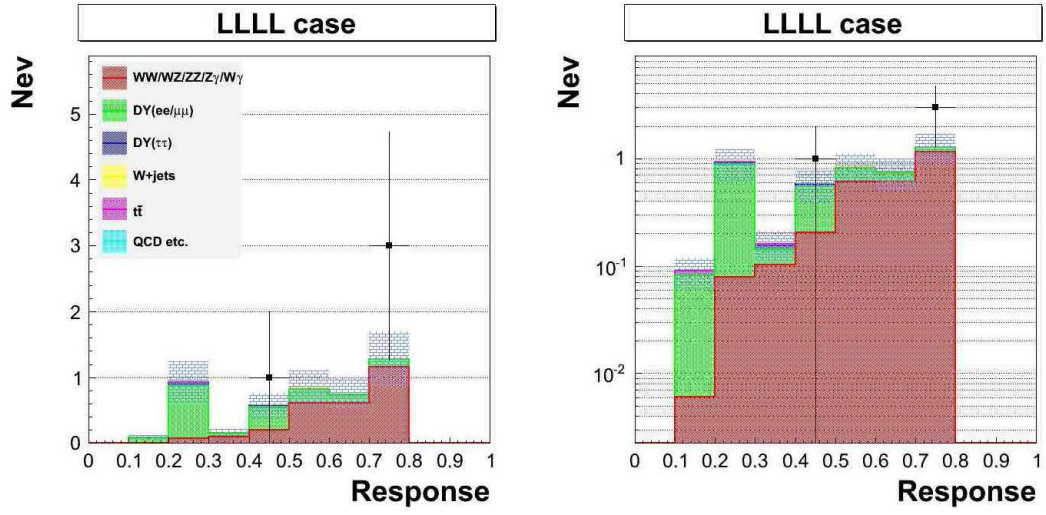 LLLL case
Nev
5
4
3
2
1
0
WW/WZ/ZZ/Zγ/Wγ
DY(ee/μμ)
DY(ττ)
W+jets
tt̄
QCD etc.
0 0.1 0.2 0.3 0.4 0.5 0.6 0.7 0.8 0.9 1
Response
LLLL case
Nev
1
10⁻¹
10⁻²
0 0.1 0.2 0.3 0.4 0.5 0.6 0.7 0.8 0.9 1
Response